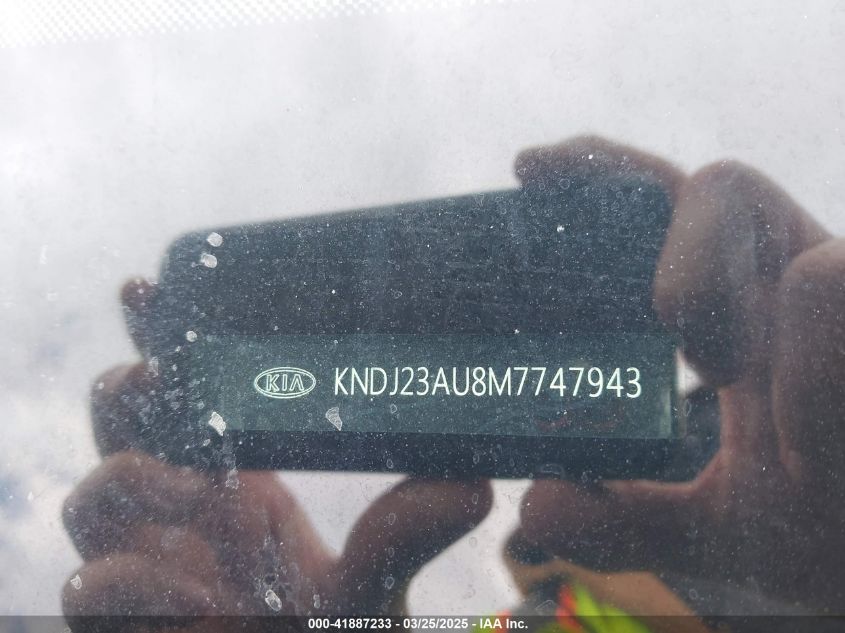 KIA KNDJ23AU8M7747943
000-41887233 - 03/25/2025 - IAA Inc.